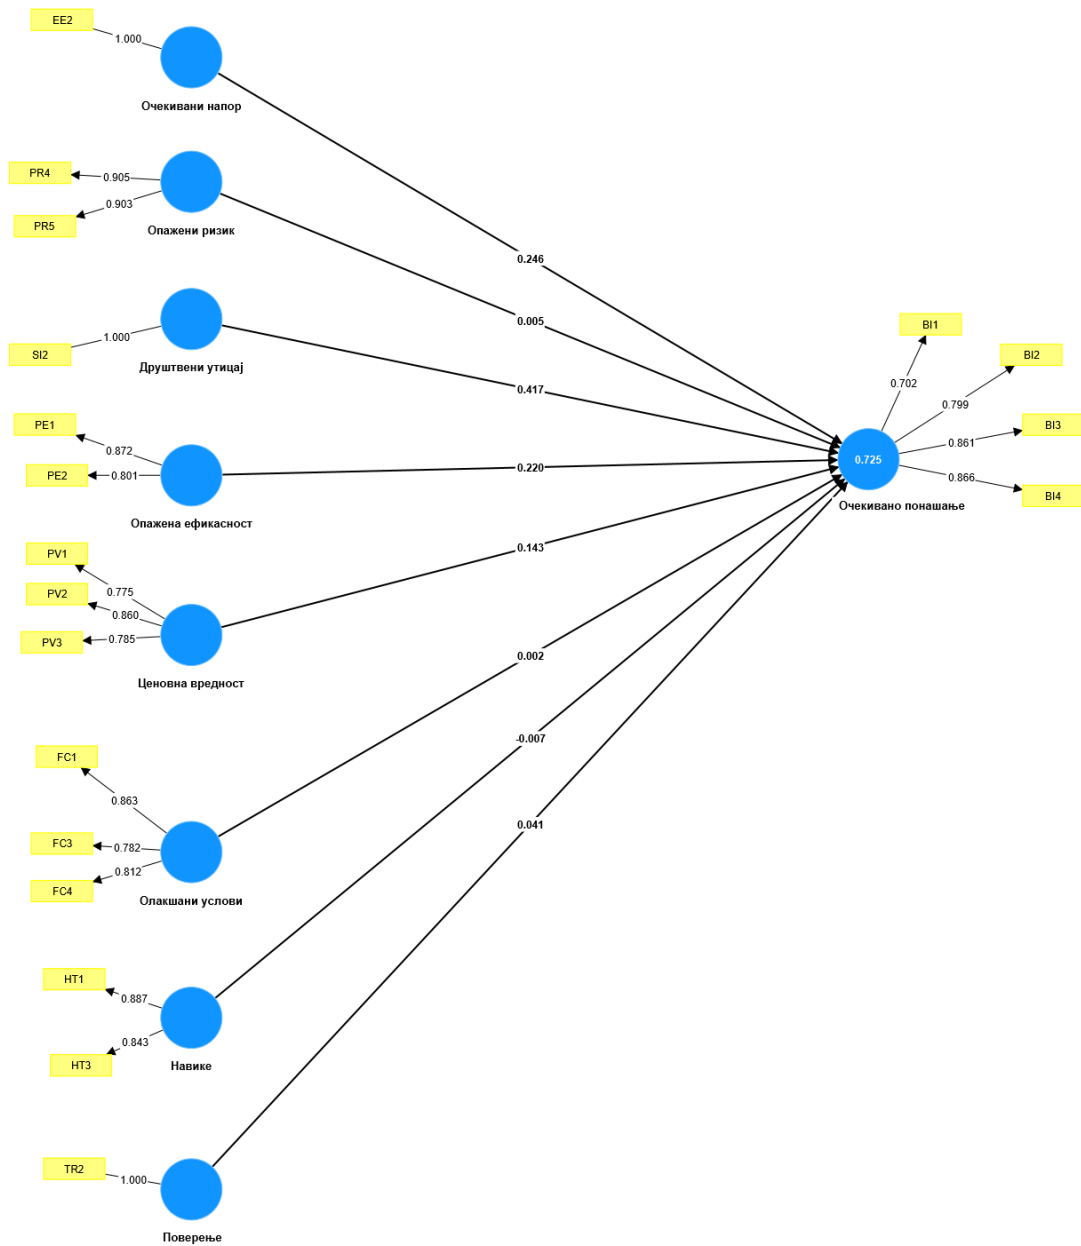 EE2
1.000
Очекивани напор
PR4
0.905
PR5
0.903
Опажени ризик
SI2
1.000
Друштвени утицај
PE1
0.872
PE2
0.801
Опажена ефикасност
PV1
0.775
PV2
0.860
PV3
0.785
Ценовна вредност
FC1
0.863
FC3
0.782
FC4
0.812
Олакшани услови
HT1
0.887
HT3
0.843
Навике
TR2
1.000
Поверење
0.246
0.005
0.417
0.220
0.143
0.002
-0.007
0.041
BI1
0.702
BI2
0.799
BI3
0.861
BI4
0.866
0.725
Очекивано понашање